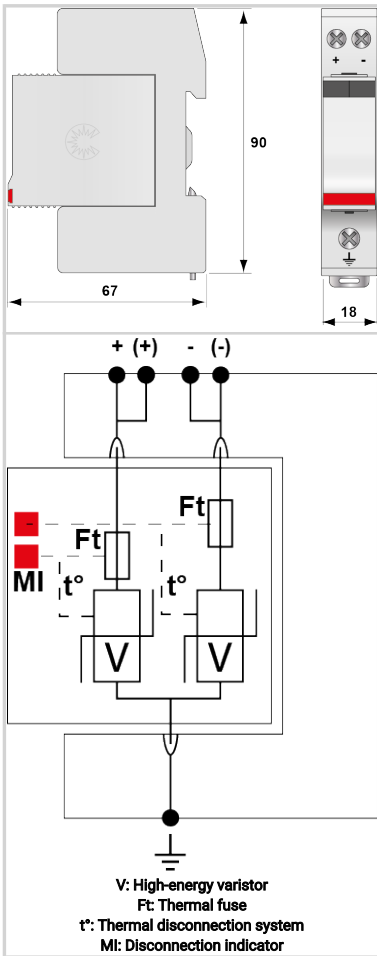 + -
90
67
18
+ (+) - (-)
Ft
-
Ft
MI
t° t°
V V
V: High-energy varistor
Ft: Thermal fuse
t°: Thermal disconnection system
MI: Disconnection indicator